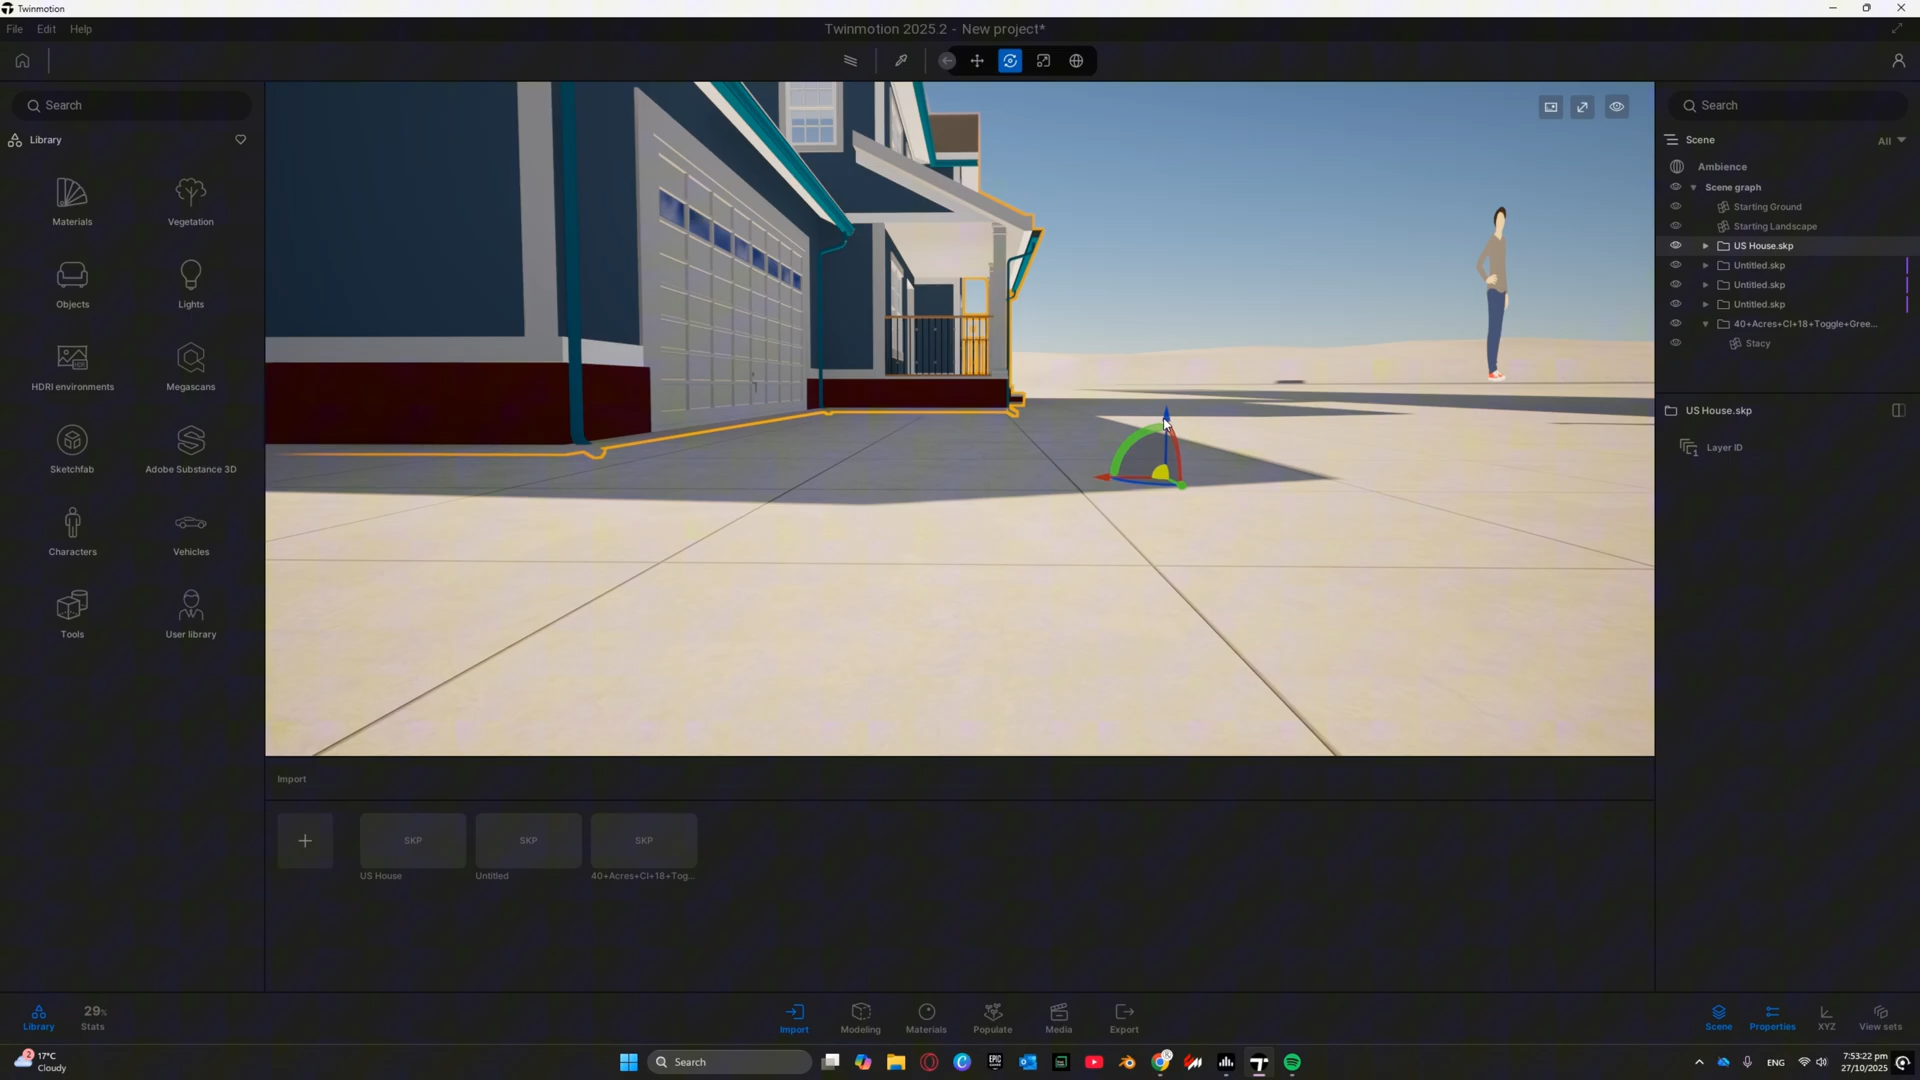 Twinmotion
File Edit Help
Twinmotion 2025.2 - New project*
Search
Library
Materials
Vegetation
Objects
Lights
HDRI environments
Megascans
Sketchfab
Adobe Substance 3D
Characters
Vehicles
Tools
User library
Search
Scene
All
Ambience
Scene graph
Starting Ground
Starting Landscape
US House.skp
Untitled.skp
Untitled.skp
Untitled.skp
40+Acres+CI+18+Toggle+Gree...
Stacy
US House.skp
Layer ID
Import
SKP
US House
SKP
Untitled
SKP
40+Acres+CI+18+Tog...
Library
29%
Stats
Import
Modeling
Materials
Populate
Media
Export
Scene
Properties
XYZ
View sets
2
17°C
Cloudy
Search
EPIC
ENG
7:53:22 pm
27/10/2025